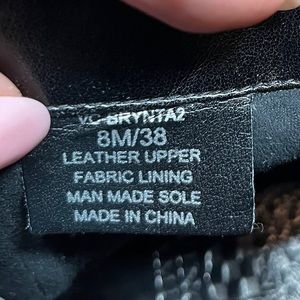 VC-BRYNTA2
8M/38
LEATHER UPPER
FABRIC LINING
MAN MADE SOLE
MADE IN CHINA